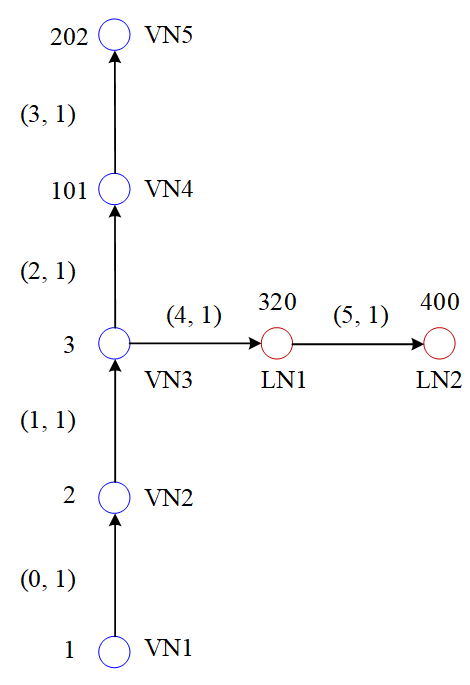 202 VN5
(3, 1)
101 VN4
(2, 1)
(4, 1) 320 (5, 1) 400
3 VN3 LN1 LN2
(1, 1)
2 VN2
(0, 1)
1 VN1